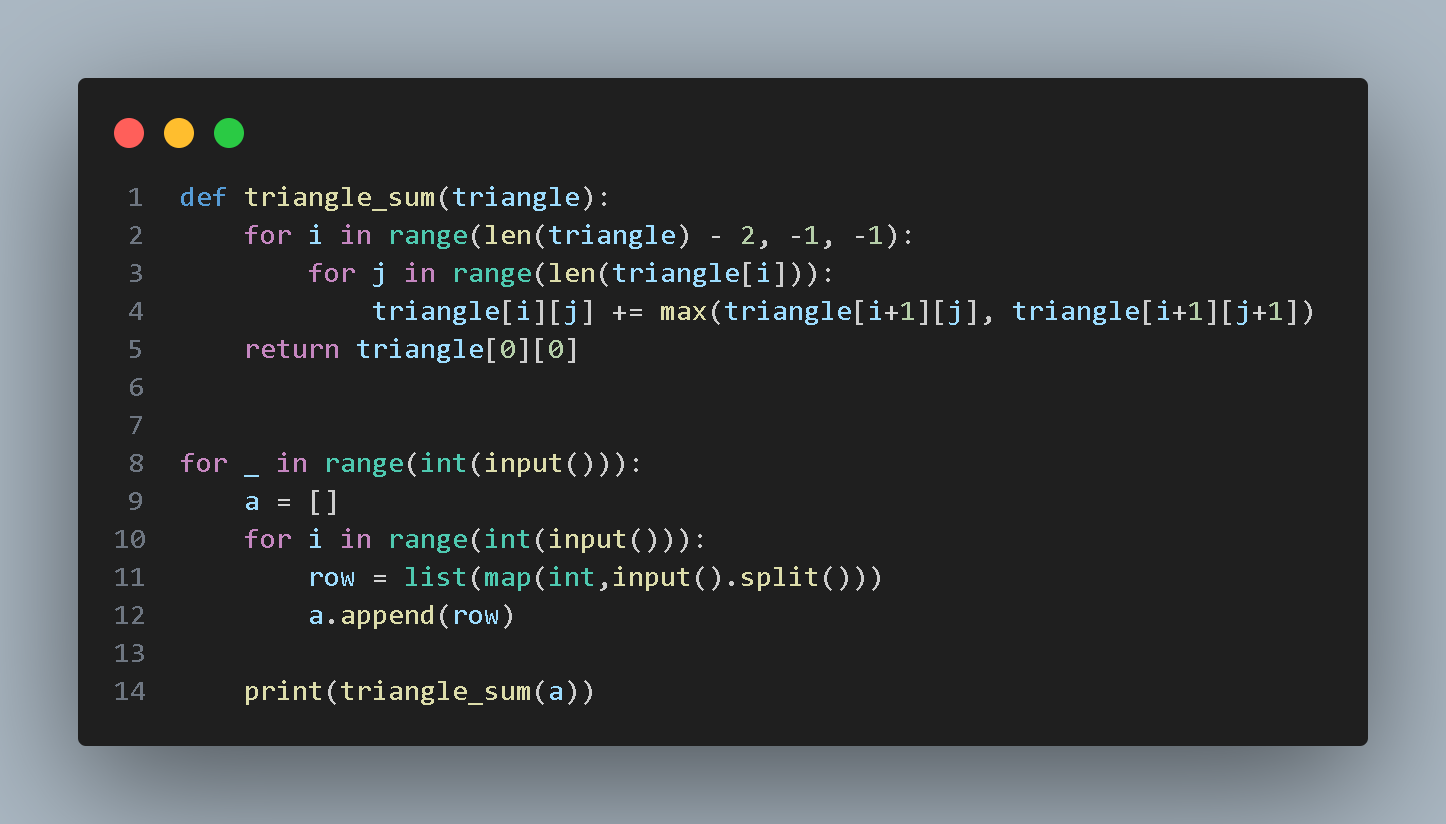 1 def triangle_sum(triangle):
2     for i in range(len(triangle) - 2, -1, -1):
3         for j in range(len(triangle[i])):
4             triangle[i][j] += max(triangle[i+1][j], triangle[i+1][j+1])
5     return triangle[0][0]
6
7
8 for _ in range(int(input())):
9     a = []
10     for i in range(int(input())):
11         row = list(map(int,input().split()))
12         a.append(row)
13
14     print(triangle_sum(a))